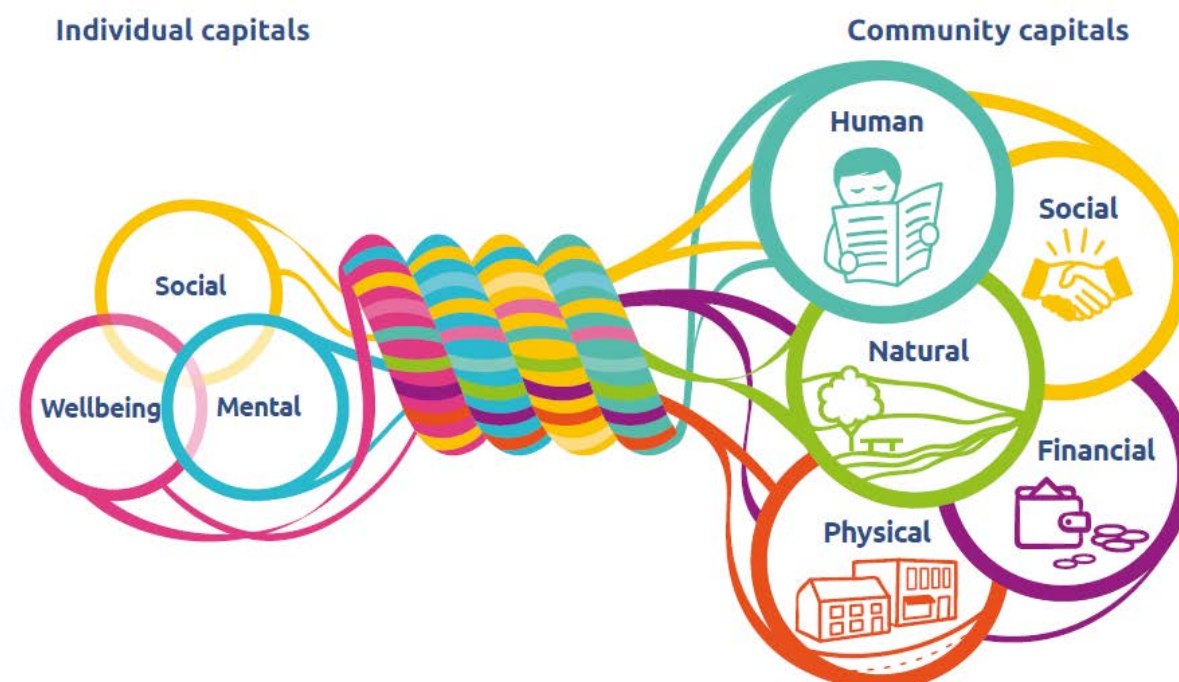 Individual capitals
Community capitals
Human
Social
Social
Natural
Wellbeing
Mental
Financial
Physical